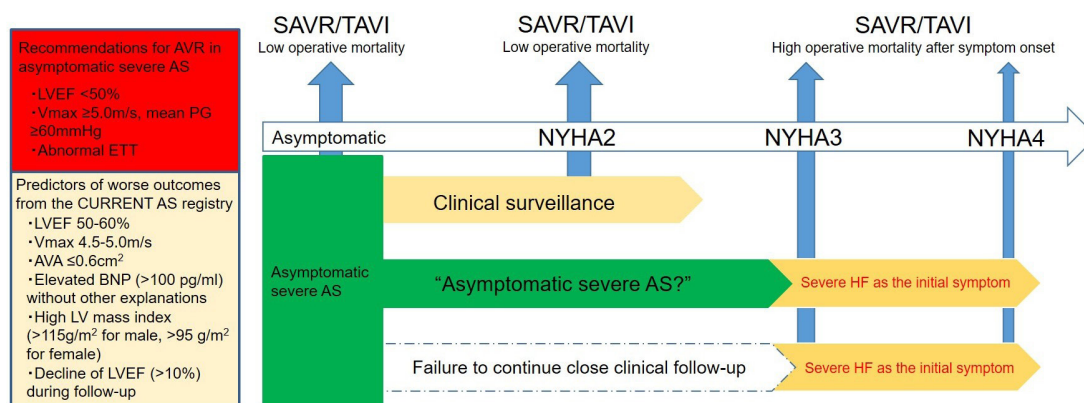 Recommendations for AVR in
asymptomatic severe AS
・LVEF <50%
・Vmax ≥5.0m/s, mean PG
≥60mmHg
・Abnormal ETT
Predictors of worse outcomes
from the CURRENT AS registry
・LVEF 50-60%
・Vmax 4.5-5.0m/s
・AVA ≤0.6cm²
・Elevated BNP (>100 pg/ml)
without other explanations
・High LV mass index
(>115g/m² for male, >95 g/m²
for female)
・Decline of LVEF (>10%)
during follow-up
SAVR/TAVI
Low operative mortality
SAVR/TAVI
Low operative mortality
SAVR/TAVI
High operative mortality after symptom onset
Asymptomatic
NYHA2
NYHA3
NYHA4
Clinical surveillance
Asymptomatic
severe AS
“Asymptomatic severe AS?”
Severe HF as the initial symptom
Failure to continue close clinical follow-up
Severe HF as the initial symptom